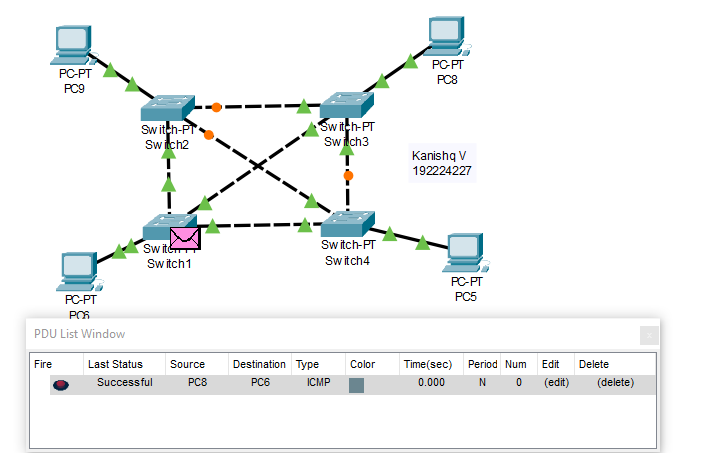 PC-PT
PC9
PC-PT
PC8
Switch-PT
Switch2
Switch-PT
Switch3
Kanishq V
192224227
Switch-PT
Switch1
Switch-PT
Switch4
PC-PT
PC5
PC-PT
PC6
PDU List Window
Fire Last Status Source Destination Type Color Time(sec) Period Num Edit Delete
Successful PC8 PC6 ICMP 0.000 N 0 (edit) (delete)